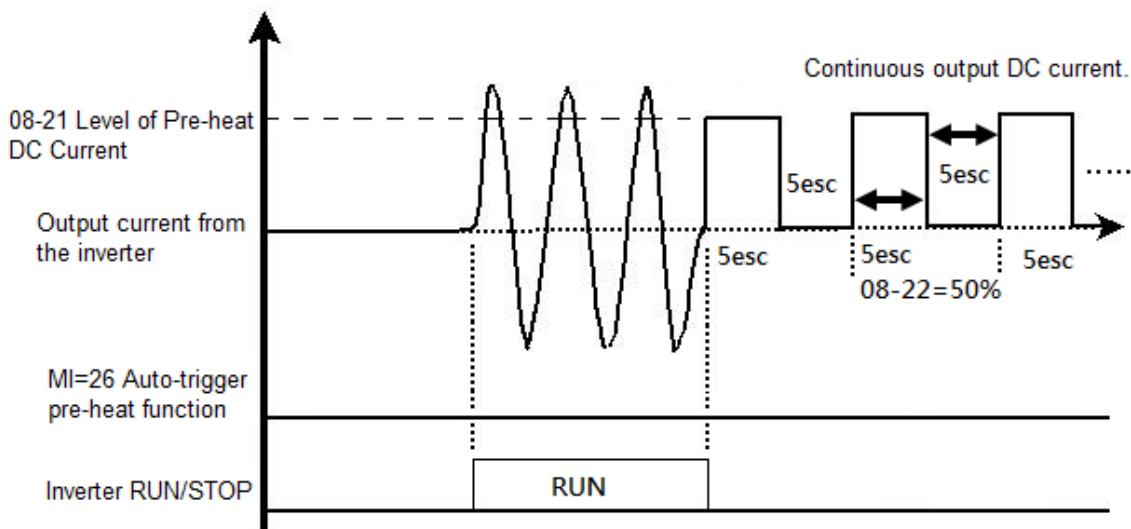 Continuous output DC current.
08-21 Level of Pre-heat
DC Current
5esc
5esc
......
Output current from
the inverter
5esc
5esc
5esc
08-22=50%
MI=26 Auto-trigger
pre-heat function
Inverter RUN/STOP
RUN